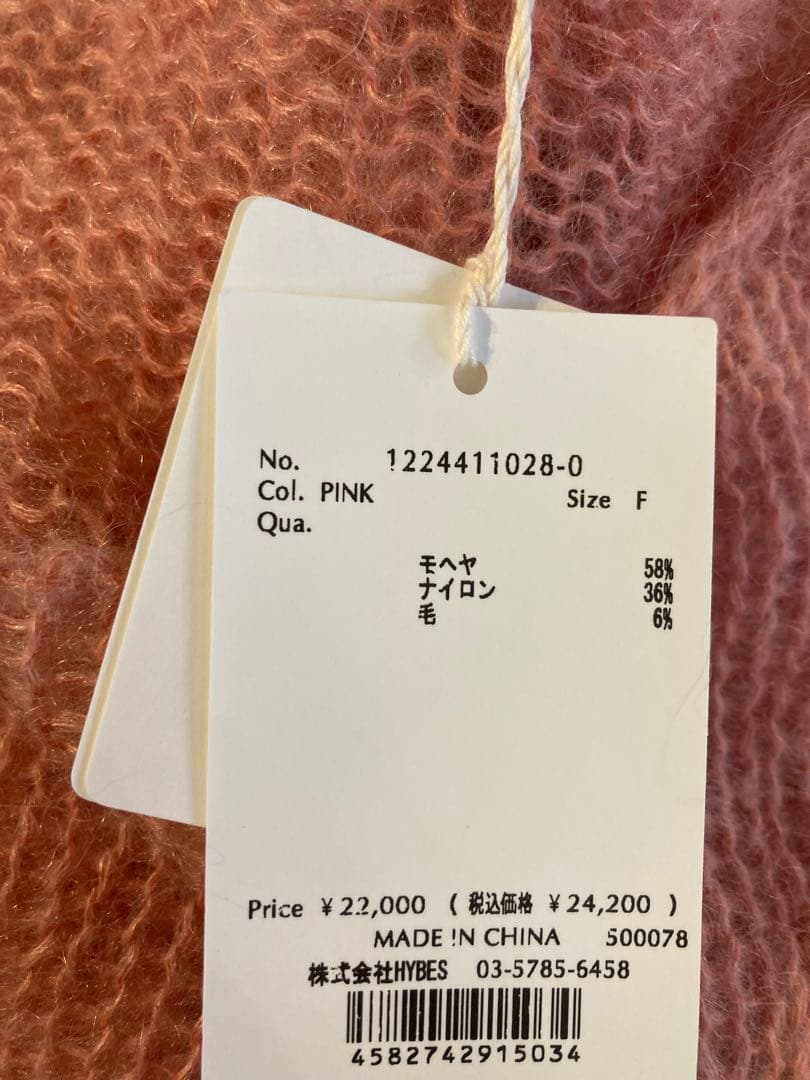 No. 1224411028-0
Col. PINK Size F
Qua.
モヘヤ 58%
ナイロン 36%
毛 6%
Price ¥22,000 ( 税込価格 ¥24,200 )
MADE IN CHINA 500078
株式会社HYBES 03-5785-6458
4582742915034